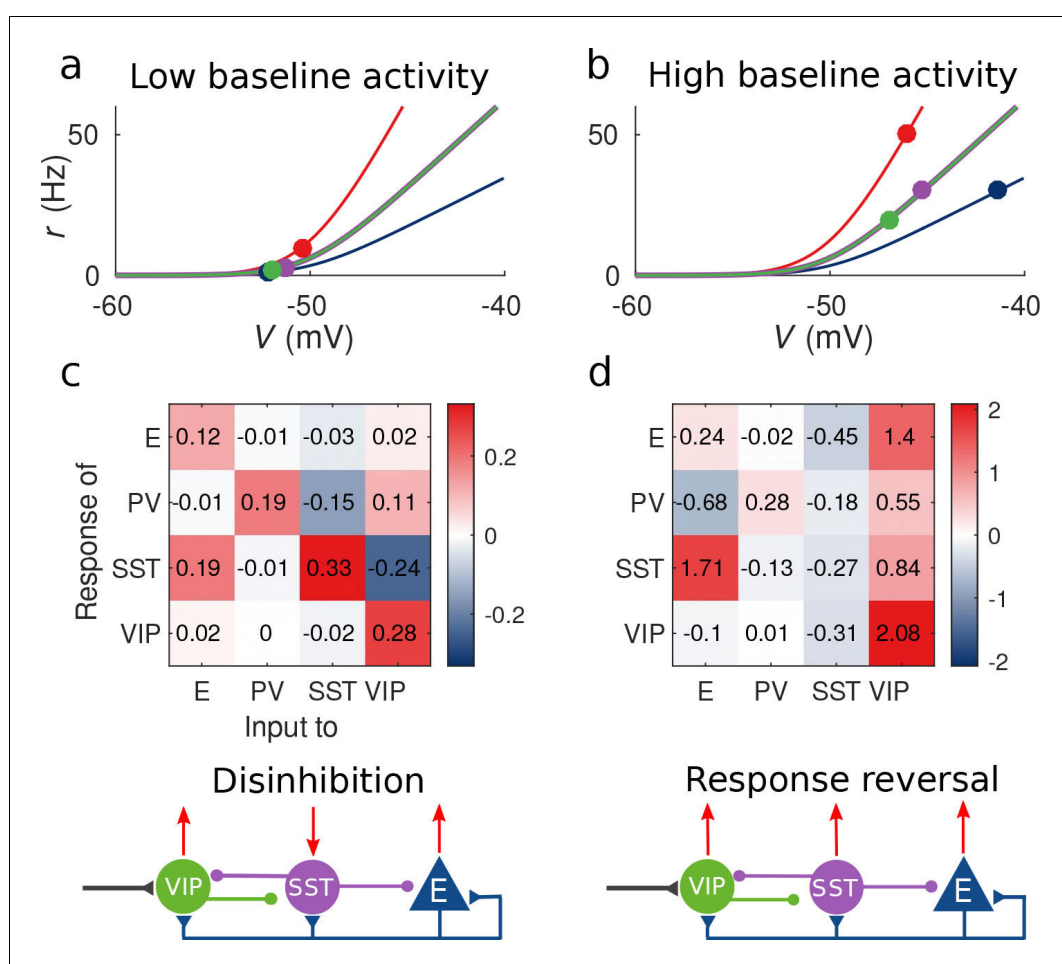 a
Low baseline activity
b
High baseline activity
r (Hz)
50
0
-60
-50
-40
V (mV)
50
0
-60
-50
-40
V (mV)
c
Response of
E
0.12 -0.01 -0.03 0.02
PV
-0.01 0.19 -0.15 0.11
SST
0.19 -0.01 0.33 -0.24
VIP
0.02 0 -0.02 0.28
E PV SST VIP
Input to
0.2
0
-0.2
d
0.24 -0.02 -0.45 1.4
-0.68 0.28 -0.18 0.55
1.71 -0.13 -0.27 0.84
-0.1 0.01 -0.31 2.08
E PV SST VIP
2
1
0
-1
-2
Disinhibition
VIP SST E
Response reversal
VIP SST E